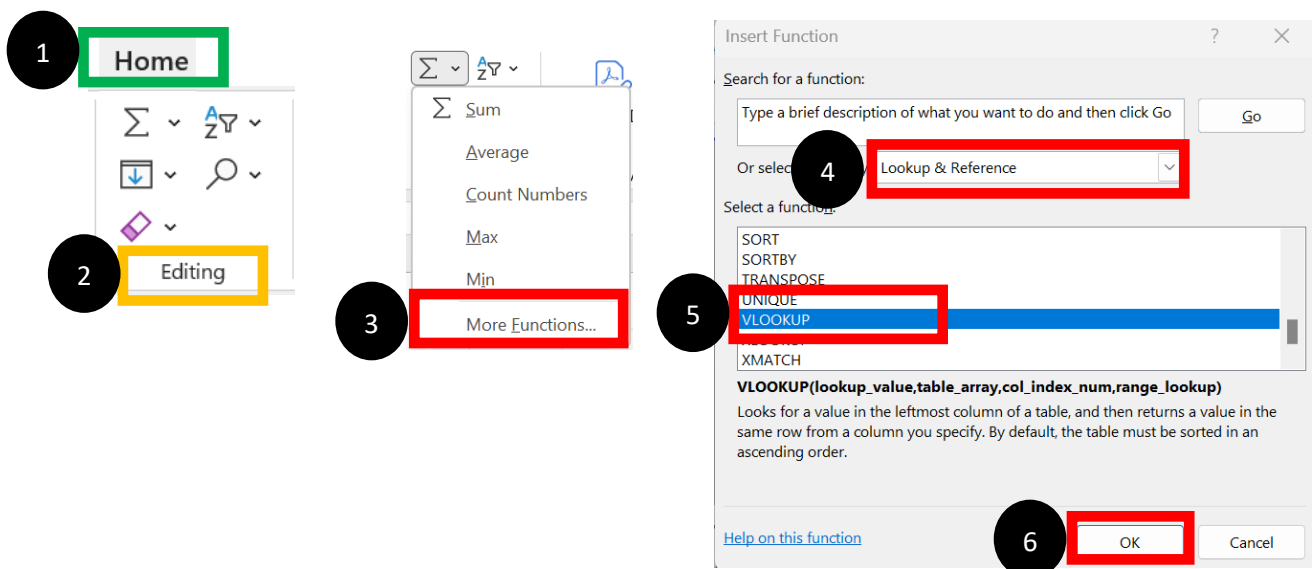 1
Home
2
Editing
Sum
Average
Count Numbers
Max
Min
3
More Functions...
Insert Function
?
Search for a function:
Type a brief description of what you want to do and then click Go
Go
Or selec
4
Lookup & Reference
Select a function:
SORT
SORTBY
TRANSPOSE
UNIQUE
5
VLOOKUP
XMATCH
VLOOKUP(lookup_value,table_array,col_index_num,range_lookup)
Looks for a value in the leftmost column of a table, and then returns a value in the
same row from a column you specify. By default, the table must be sorted in an
ascending order.
Help on this function
6
OK
Cancel